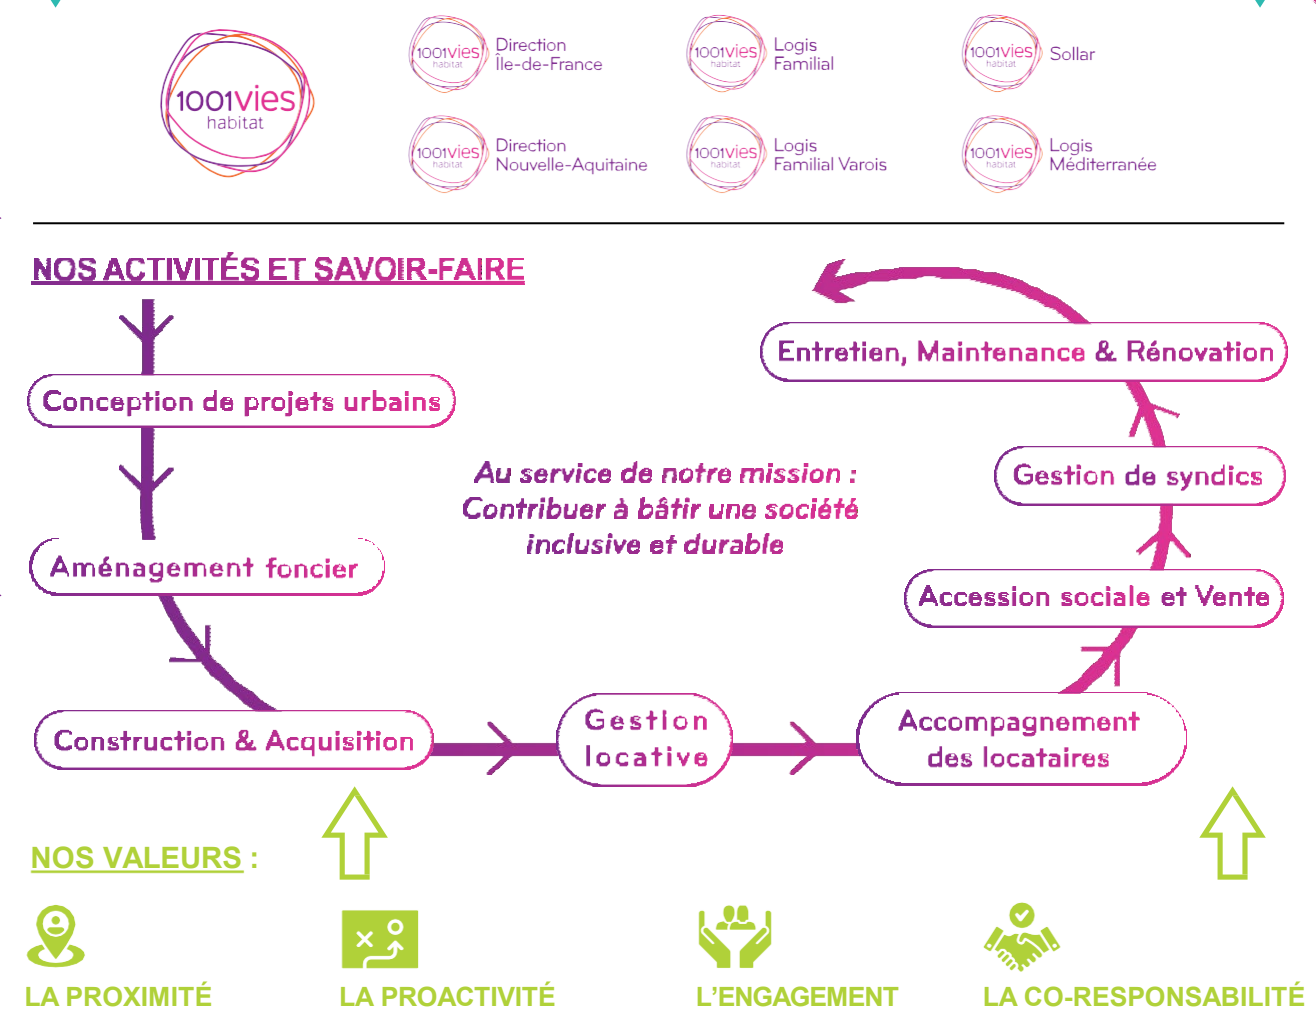 1001vies
habitat
1001vies
habitat
Direction
Île-de-France
1001vies
habitat
Logis
Familial
1001vies
habitat
Sollar
1001vies
habitat
Direction
Nouvelle-Aquitaine
1001vies
habitat
Logis
Familial Varois
1001vies
habitat
Logis
Méditerranée
NOS ACTIVITÉS ET SAVOIR-FAIRE
Conception de projets urbains
Aménagement foncier
Construction & Acquisition
Gestion
locative
Accompagnement
des locataires
Accession sociale et Vente
Gestion de syndics
Entretien, Maintenance & Rénovation
Au service de notre mission :
Contribuer à bâtir une société
inclusive et durable
NOS VALEURS :
LA PROXIMITÉ
LA PROACTIVITÉ
L'ENGAGEMENT
LA CO-RESPONSABILITÉ